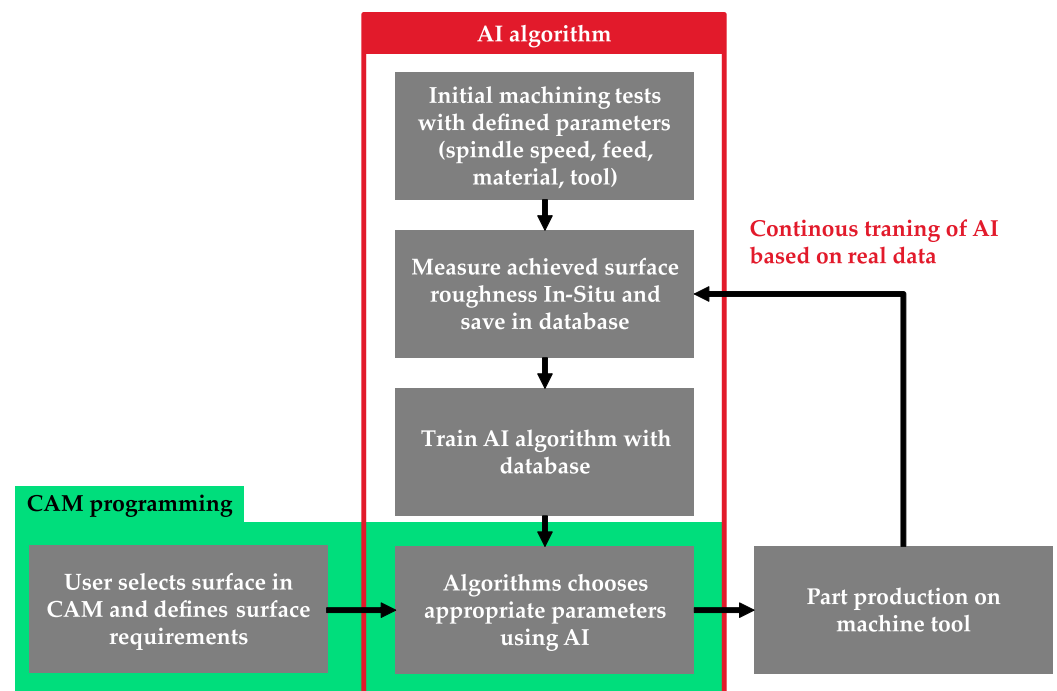 AI algorithm
Initial machining tests
with defined parameters
(spindle speed, feed,
material, tool)
Continous traning of AI
based on real data
Measure achieved surface
roughness In-Situ and
save in database
Train AI algorithm with
database
CAM programming
User selects surface in
CAM and defines surface
requirements
Algorithms chooses
appropriate parameters
using AI
Part production on
machine tool